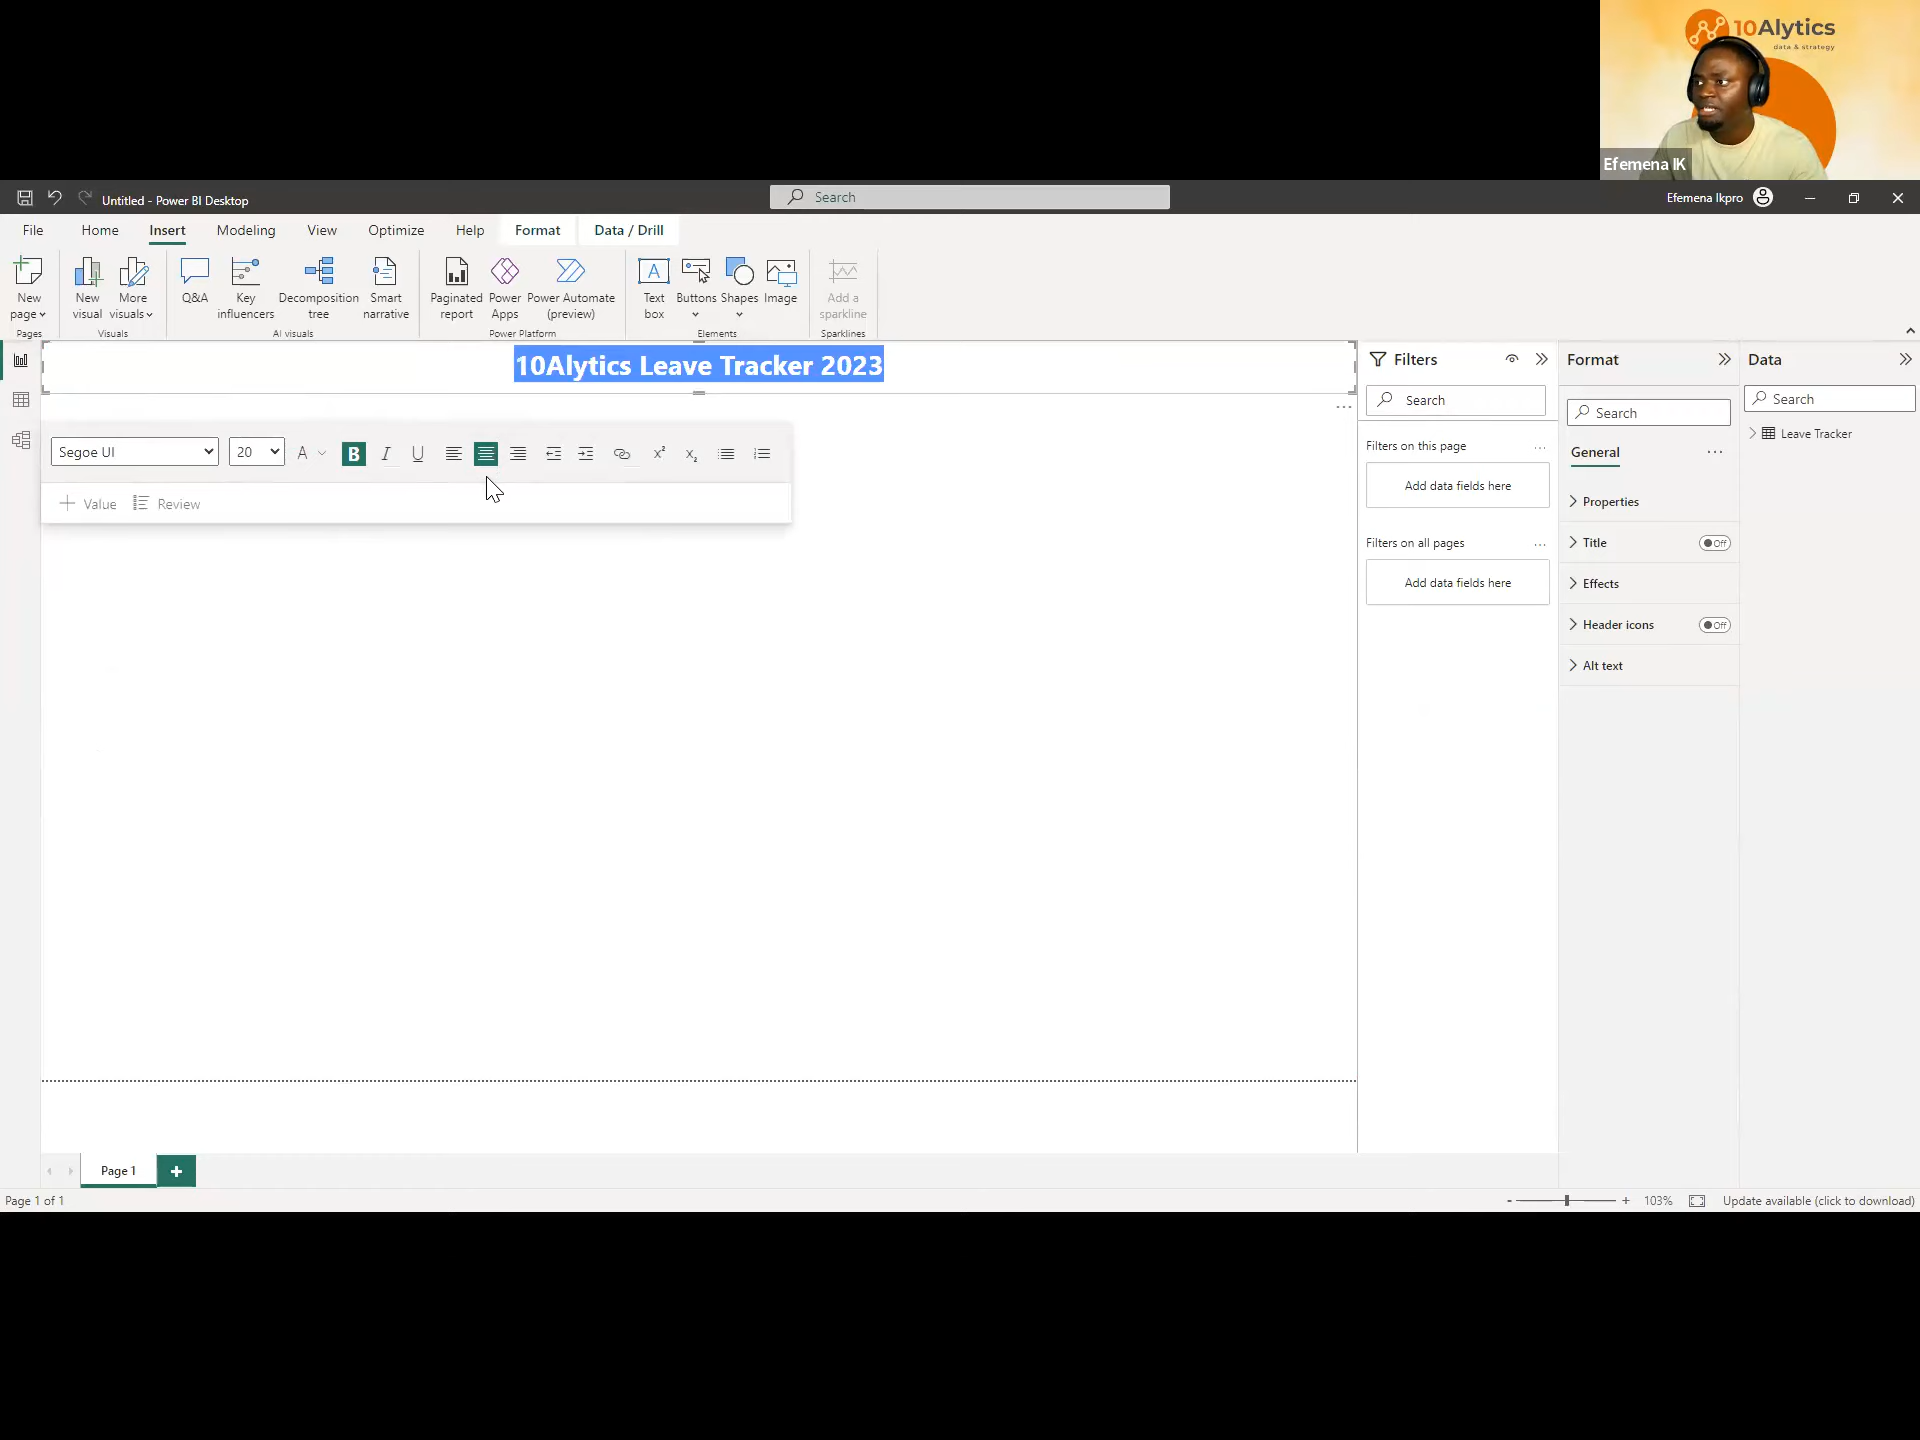 10Alytics
data & strategy
Efemena IK
Untitled - Power BI Desktop
Search
Efemena Ikpro
File Home Insert Modeling View Optimize Help Format Data / Drill
New page
New visual
More visuals
Q&A
Key influencers
Decomposition tree
Smart narrative
Paginated report
Power Apps
Power Automate (preview)
Text box
Buttons
Shapes
Image
Add a sparkline
Pages
Visuals
AI visuals
Power Platform
Elements
Sparklines
10Alytics Leave Tracker 2023
Segoe UI
20
A
B I U
x²
x₂
Value
Review
Filters
Search
Filters on this page
Add data fields here
Filters on all pages
Add data fields here
Format
Search
General
Properties
Title
Off
Effects
Header icons
Off
Alt text
Data
Search
Leave Tracker
Page 1
+
Page 1 of 1
- + 103%
Update available (click to download)